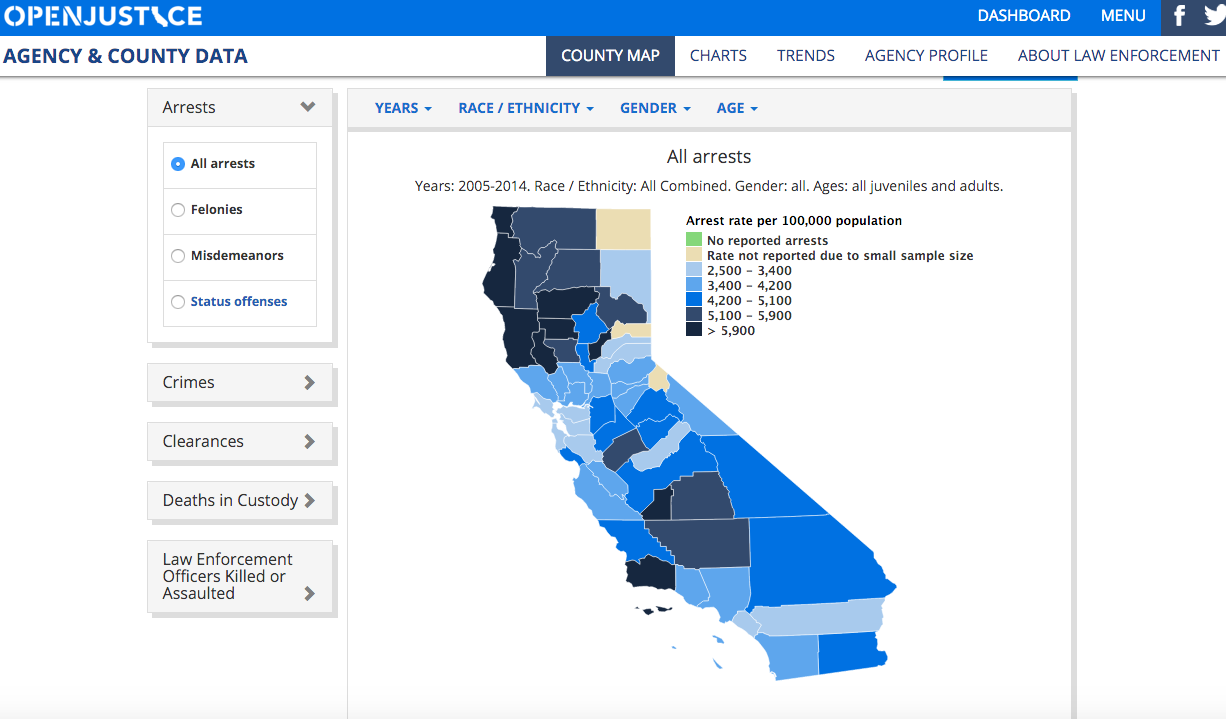 OPENJUSTICE
DASHBOARD
MENU
AGENCY & COUNTY DATA
COUNTY MAP
CHARTS
TRENDS
AGENCY PROFILE
ABOUT LAW ENFORCEMENT
Arrests
All arrests
Felonies
Misdemeanors
Status offenses
Crimes
Clearances
Deaths in Custody
Law Enforcement
Officers Killed or
Assaulted
YEARS
RACE / ETHNICITY
GENDER
AGE
All arrests
Years: 2005-2014. Race / Ethnicity: All Combined. Gender: all. Ages: all juveniles and adults.
Arrest rate per 100,000 population
No reported arrests
Rate not reported due to small sample size
2,500 – 3,400
3,400 – 4,200
4,200 – 5,100
5,100 – 5,900
> 5,900